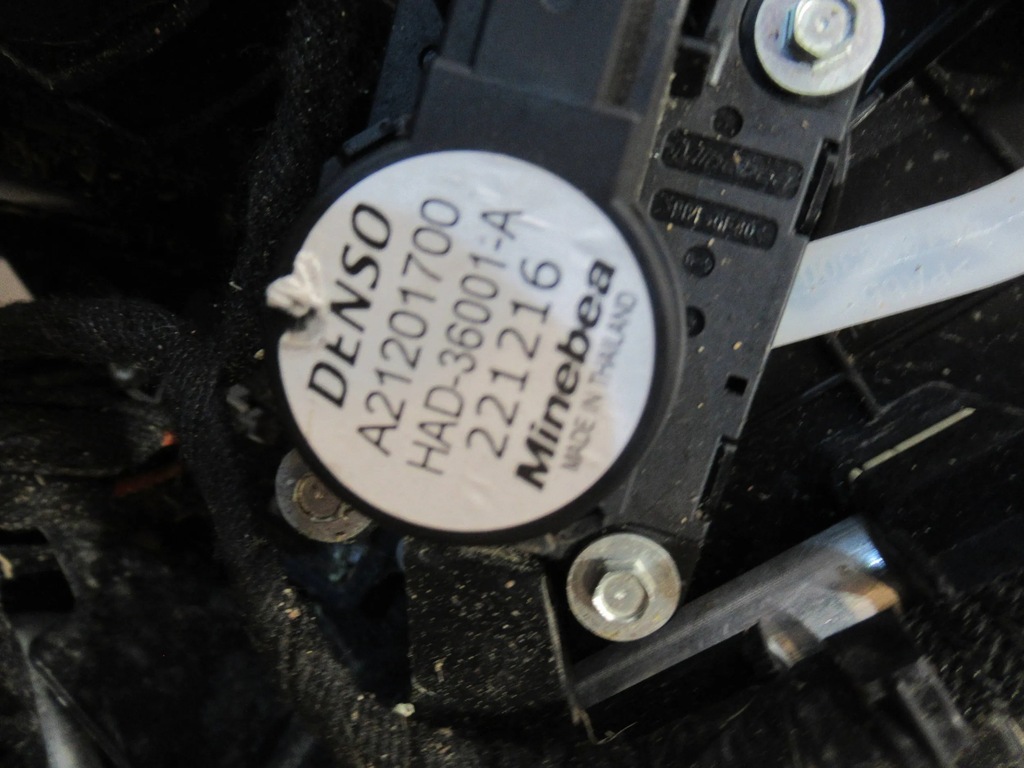 DENSO
A21201700
HAD-36001-A
221216
Minebea
MADE IN THAILAND